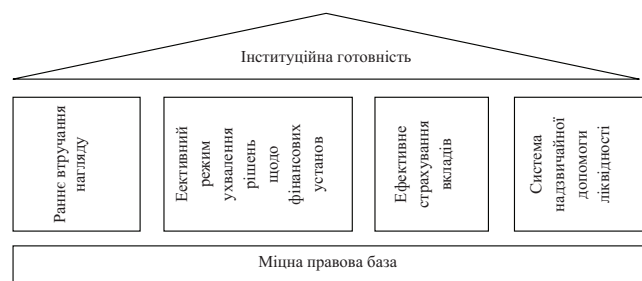 Інституційна готовність
Раннє втручання
нагляду
Еективний
режим
ухвалення
рішень
щодо
фінансових
установ
Ефективне
страхування
вкладів
Система
надзвичайної
допомоги
ліквідності
Міцна правова база